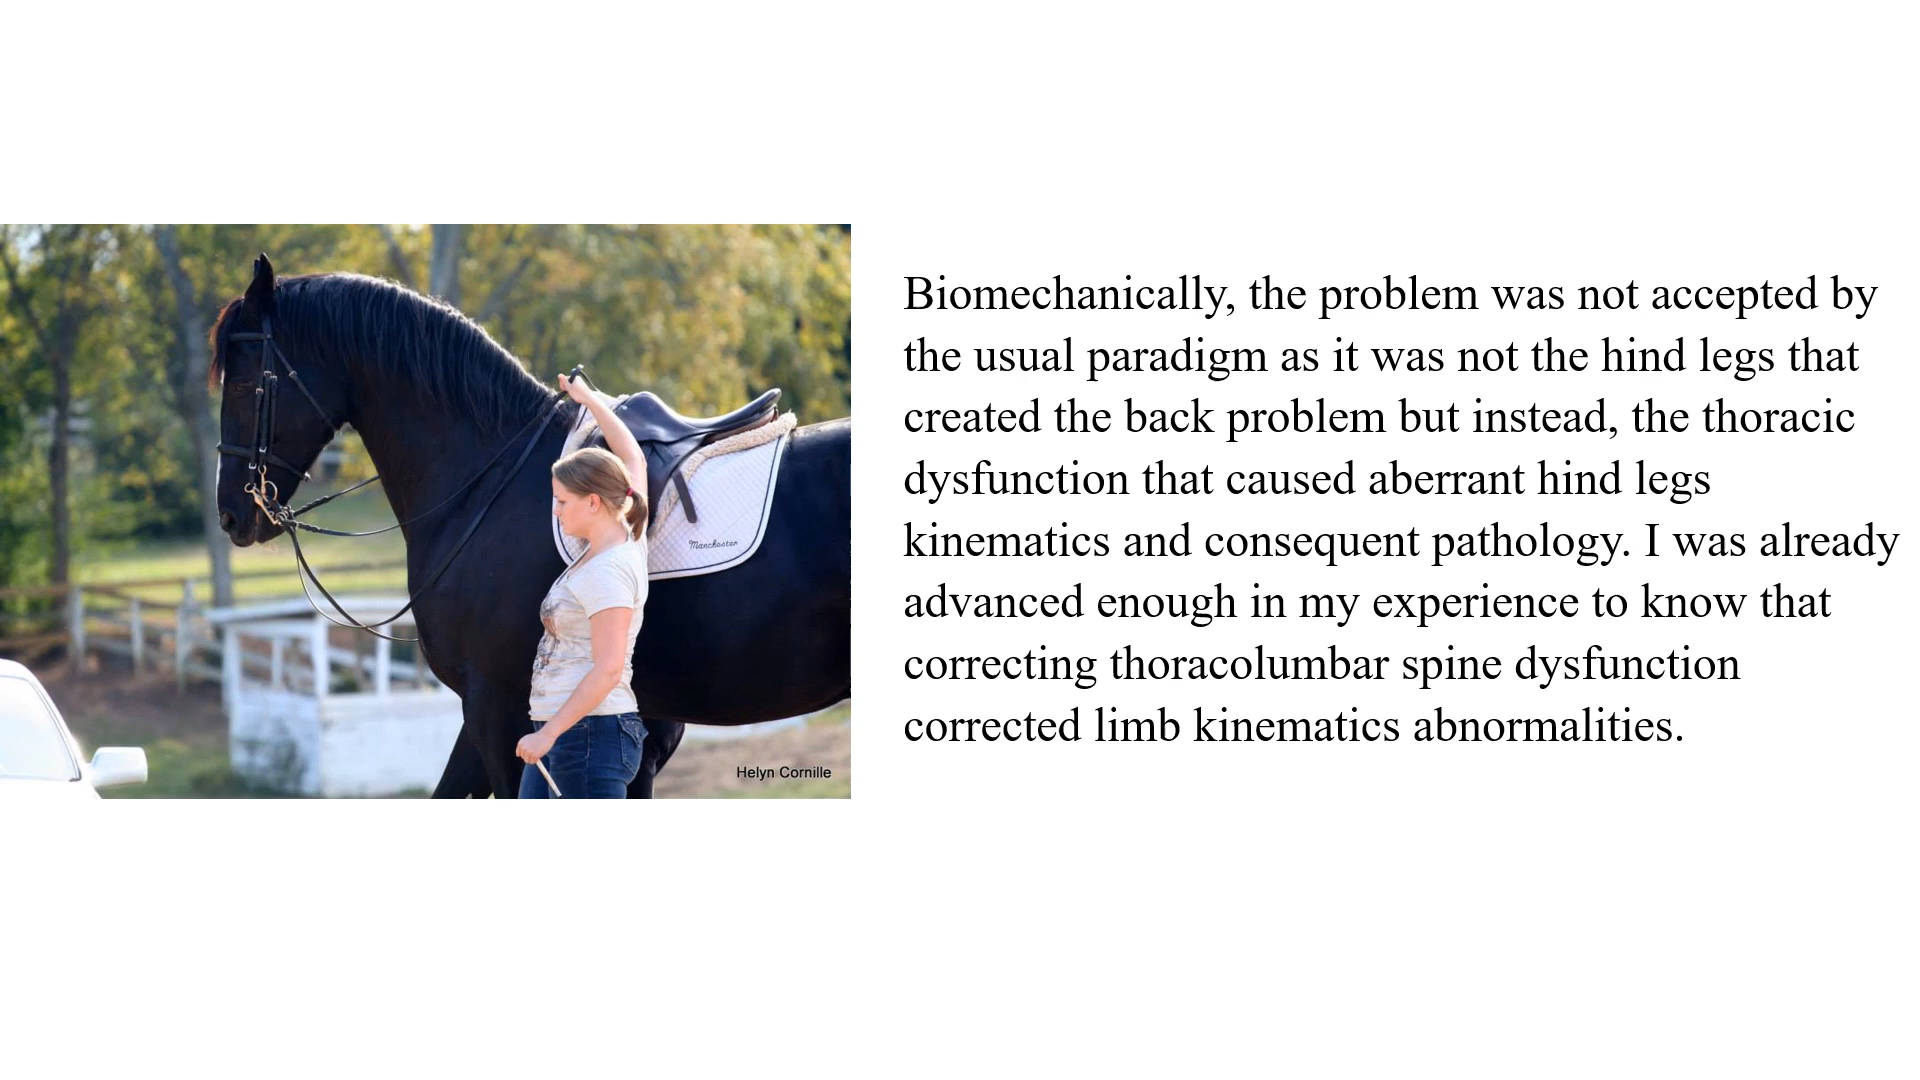 Biomechanically, the problem was not accepted by
the usual paradigm as it was not the hind legs that
created the back problem but instead, the thoracic
dysfunction that caused aberrant hind legs
kinematics and consequent pathology. I was already
advanced enough in my experience to know that
correcting thoracolumbar spine dysfunction
corrected limb kinematics abnormalities.
Manchester
Helyn Cornille